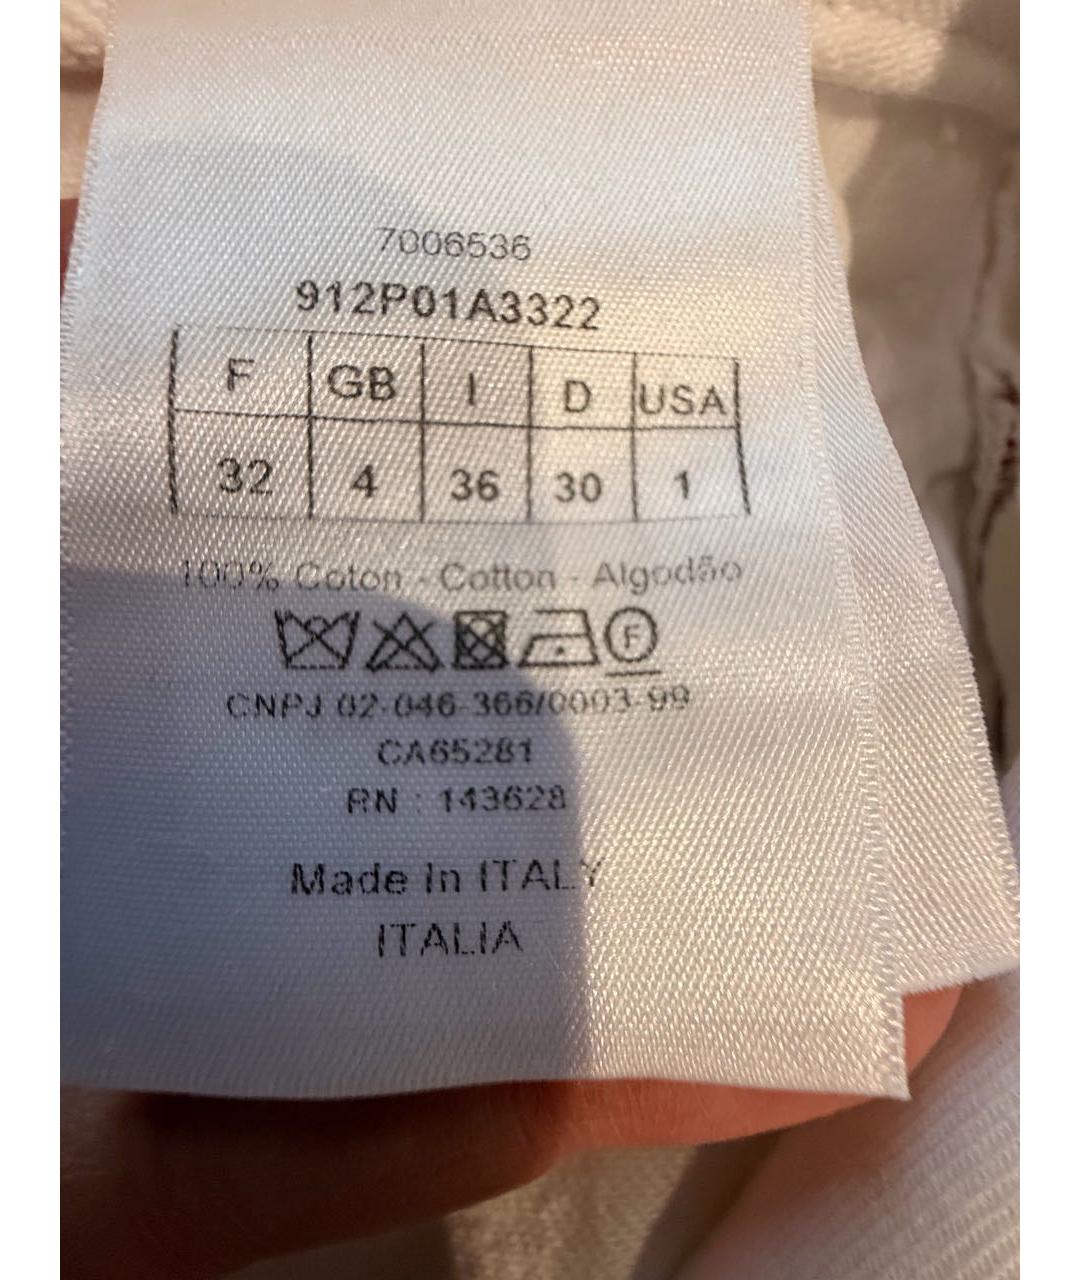 7006536
912P01A3322
F GB I D USA
32 4 36 30 1
100% Coton - Cotton - Algodão
F
CNPJ 02-046-366/0003-99
CA65281
RN : 143628
Made in ITALY
ITALIA